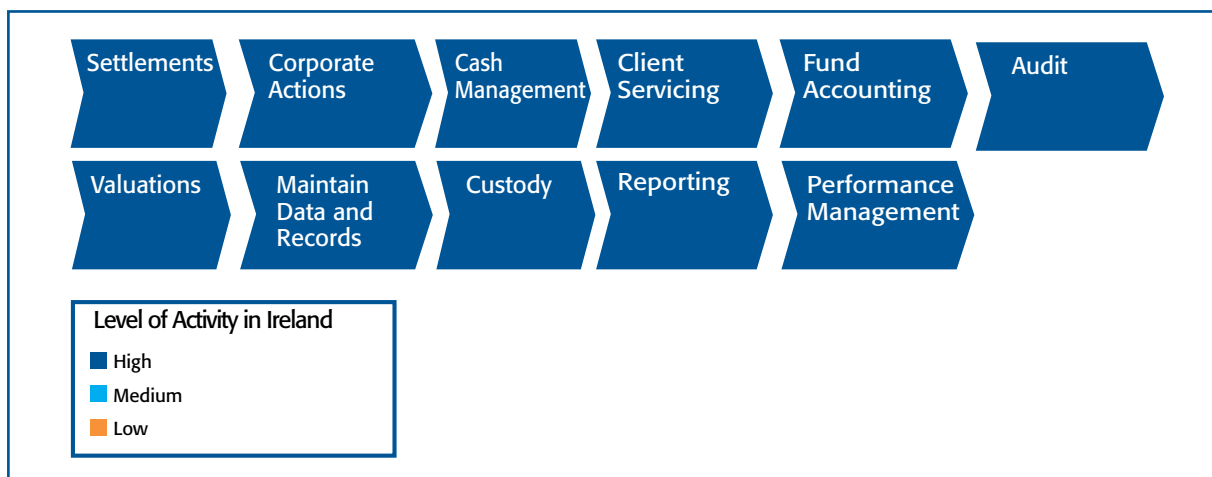 Settlements
Corporate
Actions
Cash
Management
Client
Servicing
Fund
Accounting
Audit
Valuations
Maintain
Data and
Records
Custody
Reporting
Performance
Management
Level of Activity in Ireland
High
Medium
Low